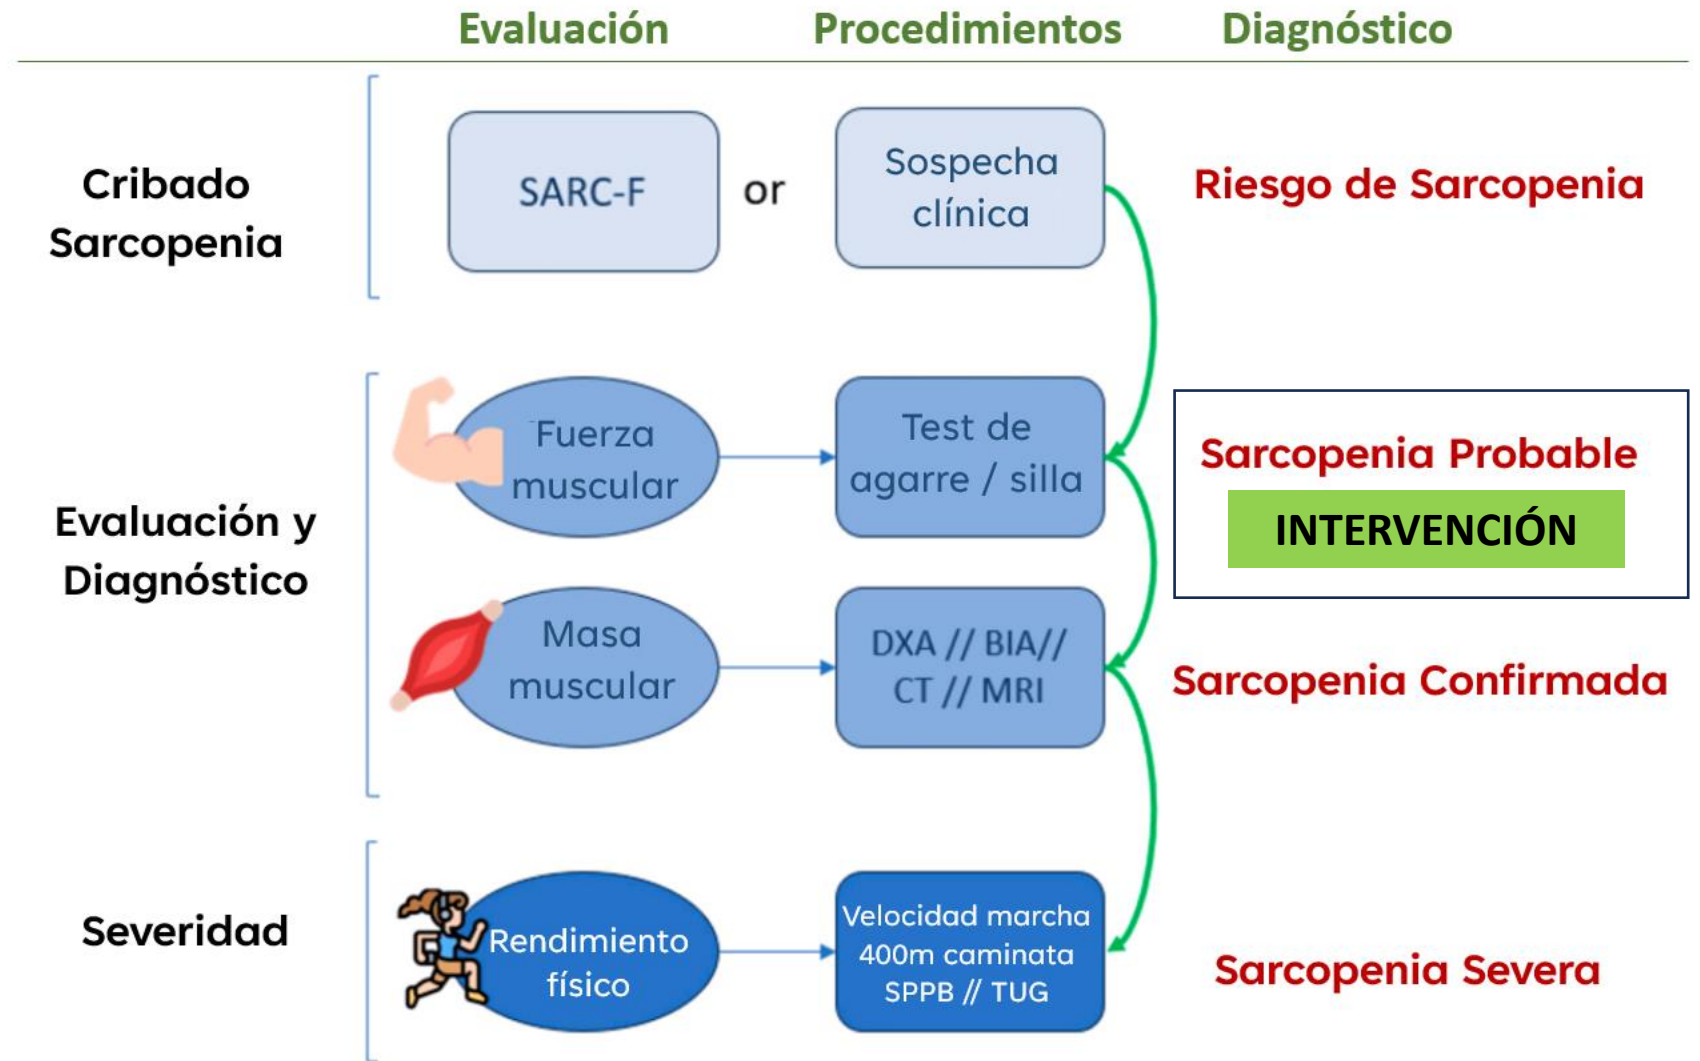 Evaluación Procedimientos Diagnóstico
Cribado
Sarcopenia
SARC-F
or
Sospecha
clínica
Riesgo de Sarcopenia
Evaluación y
Diagnóstico
Fuerza
muscular
Test de
agarre / silla
Sarcopenia Probable
INTERVENCIÓN
Masa
muscular
DXA // BIA//
CT // MRI
Sarcopenia Confirmada
Severidad
Rendimiento
físico
Velocidad marcha
400m caminata
SPPB // TUG
Sarcopenia Severa